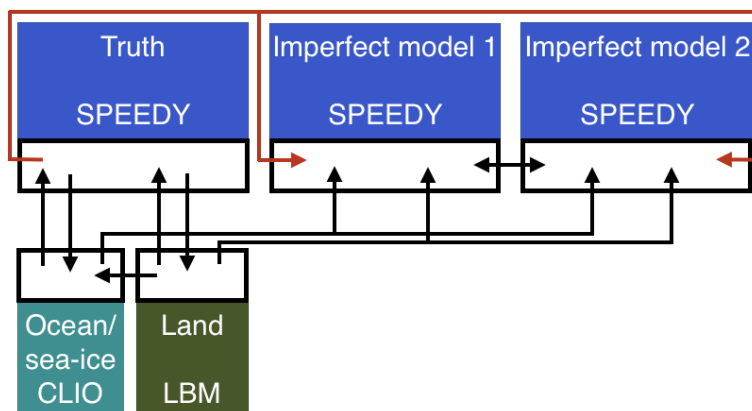 Truth
SPEEDY
Imperfect model 1
SPEEDY
Imperfect model 2
SPEEDY
Ocean/
sea-ice
CLIO
Land
LBM